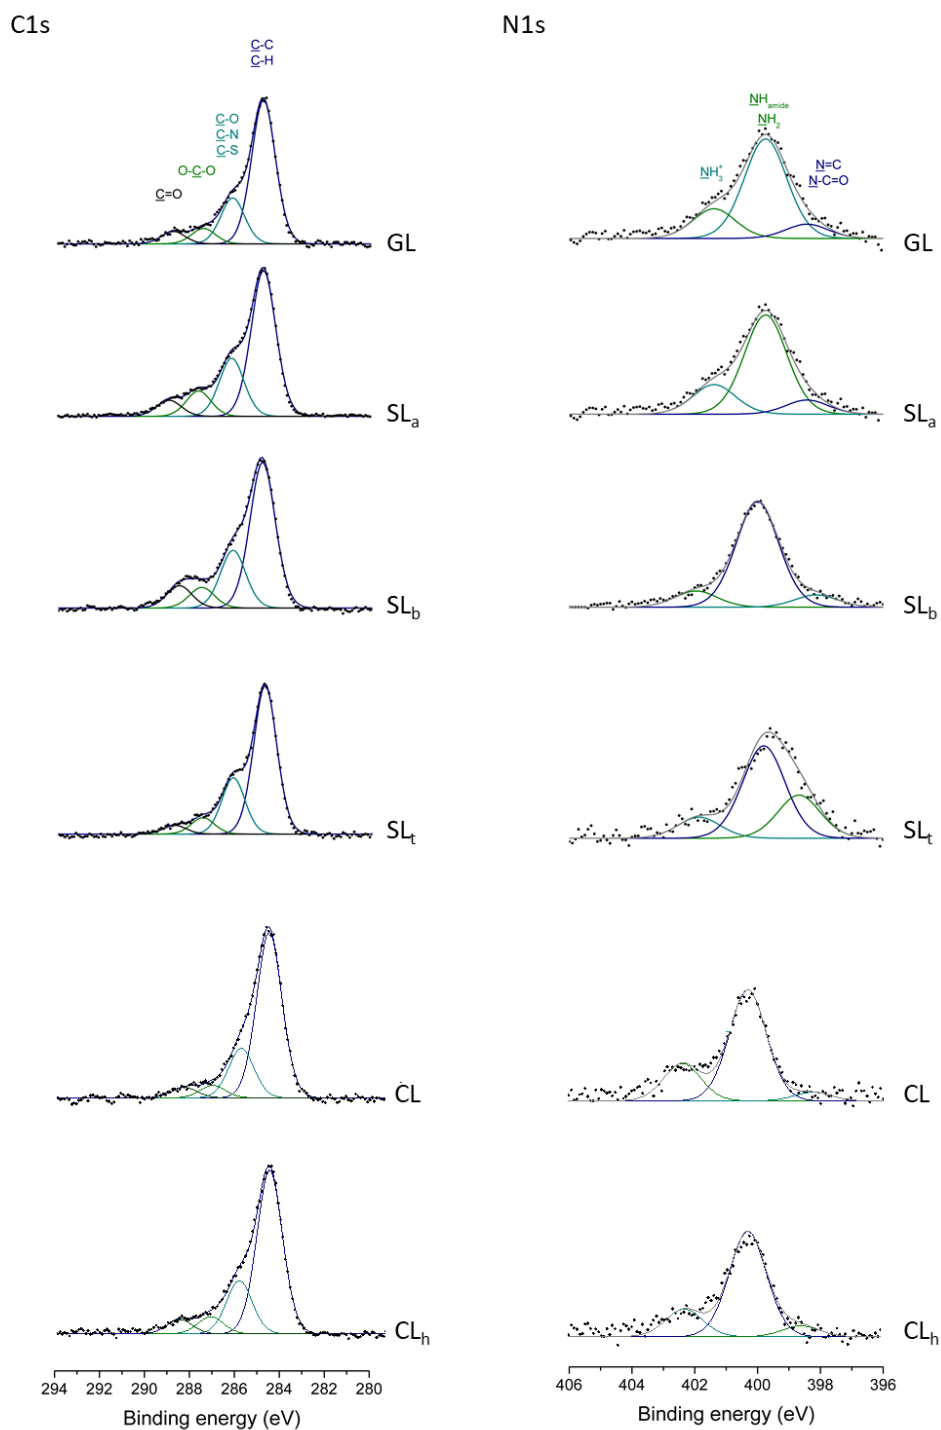 C1s
N1s
C-C
C-H
C-O
C-N
C-S
O-C-O
C=O
NHamide
NH2
NH3+
N=C
N-C=O
GL
GL
SLa
SLa
SLb
SLb
SLt
SLt
CL
CL
CLh
CLh
294 292 290 288 286 284 282 280
Binding energy (eV)
406 404 402 400 398 396
Binding energy (eV)